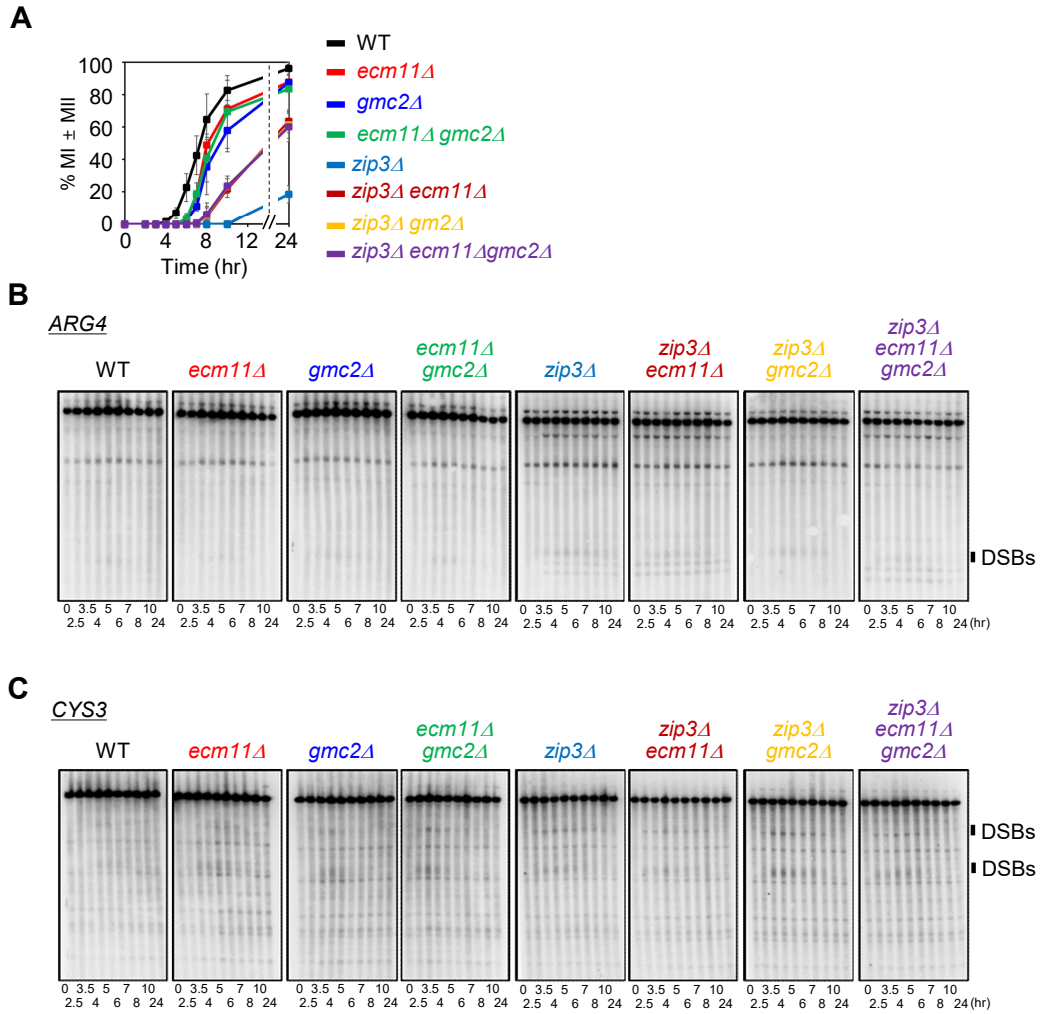 A
WT
ecm11Δ
gmc2Δ
ecm11Δ gmc2Δ
zip3Δ
zip3Δ ecm11Δ
zip3Δ gm2Δ
zip3Δ ecm11Δgmc2Δ
% MI ± MII
100
80
60
40
20
0
0 4 8 12 // 24
Time (hr)
B
ARG4
WT
ecm11Δ
gmc2Δ
ecm11Δ
gmc2Δ
zip3Δ
zip3Δ
ecm11Δ
zip3Δ
gmc2Δ
zip3Δ
ecm11Δ
gmc2Δ
DSBs
0 3.5 5 7 10 0 3.5 5 7 10 0 3.5 5 7 10 0 3.5 5 7 10 0 3.5 5 7 10 0 3.5 5 7 10 0 3.5 5 7 10 0 3.5 5 7 10
2.5 4 6 8 24 2.5 4 6 8 24 2.5 4 6 8 24 2.5 4 6 8 24 2.5 4 6 8 24 2.5 4 6 8 24 2.5 4 6 8 24 2.5 4 6 8 24 (hr)
C
CYS3
WT
ecm11Δ
gmc2Δ
ecm11Δ
gmc2Δ
zip3Δ
zip3Δ
ecm11Δ
zip3Δ
gmc2Δ
zip3Δ
ecm11Δ
gmc2Δ
DSBs
DSBs
0 3.5 5 7 10 0 3.5 5 7 10 0 3.5 5 7 10 0 3.5 5 7 10 0 3.5 5 7 10 0 3.5 5 7 10 0 3.5 5 7 10 0 3.5 5 7 10
2.5 4 6 8 24 2.5 4 6 8 24 2.5 4 6 8 24 2.5 4 6 8 24 2.5 4 6 8 24 2.5 4 6 8 24 2.5 4 6 8 24 2.5 4 6 8 24 (hr)